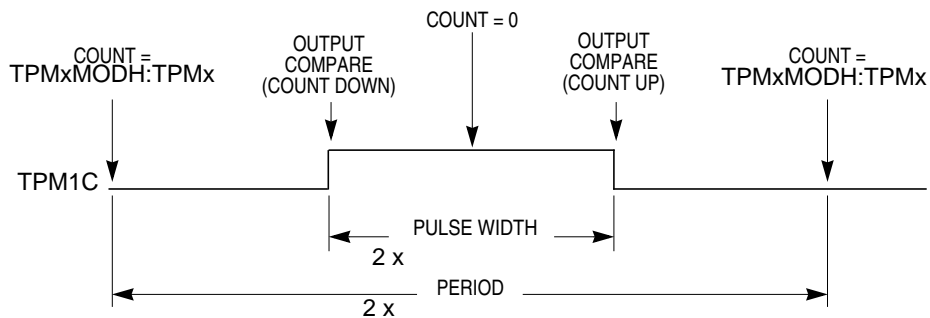 COUNT = 0
COUNT =
TPMxMODH:TPMx
OUTPUT
COMPARE
(COUNT DOWN)
OUTPUT
COMPARE
(COUNT UP)
COUNT =
TPMxMODH:TPMx
TPM1C
PULSE WIDTH
2 x
PERIOD
2 x